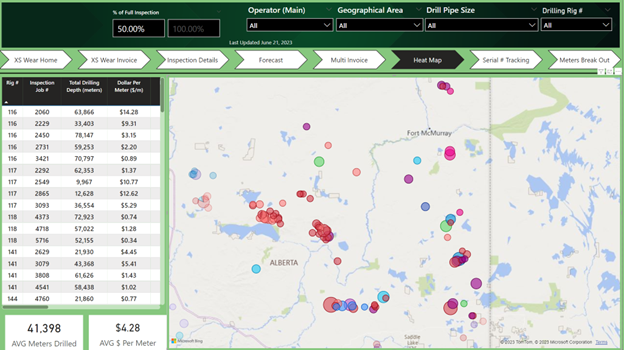 % of Full Inspection
50.00%
100.00%
Operator (Main)
All
Geographical Area
All
Drill Pipe Size
All
Drilling Rig #
All
Last Updated June 21, 2023
XS Wear Home
XS Wear Invoice
Inspection Details
Forecast
Multi Invoice
Heat Map
Serial # Tracking
Meters Break Out
Rig # Inspection Job # Total Drilling Depth (meters) Dollar Per Meter ($/m)
116 2060 63,866 $14.28
116 2229 33,403 $9.31
116 2450 78,147 $3.15
116 2731 59,253 $2.20
116 3421 70,797 $0.89
117 2292 62,353 $1.37
117 2549 9,967 $10.77
117 2865 12,628 $12.62
117 3093 36,554 $5.29
118 4373 72,923 $0.74
118 4718 57,022 $1.28
118 5716 52,155 $0.34
141 2629 21,930 $4.45
141 3079 43,368 $5.41
141 3808 61,626 $1.43
141 4541 58,438 $1.02
144 4760 21,860 $0.77
41,398
AVG Meters Drilled
$4.28
AVG $ Per Meter
Fort McMurray
ALBERTA
Saddle
Lake
Microsoft Bing
© 2023 TomTom, © 2023 Microsoft Corporation Terms